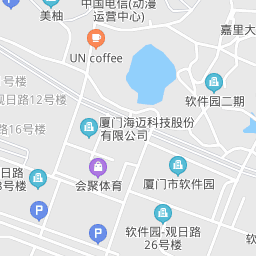 美柚
中国电信(动漫
运营中心)
嘉里大
UN coffee
号楼
软件园二期
观日路12号楼
厦门海迈科技股份
有限公司
路16号楼
日路
8号楼
会聚体育
厦门市软件园
软件园-观日路
26号楼